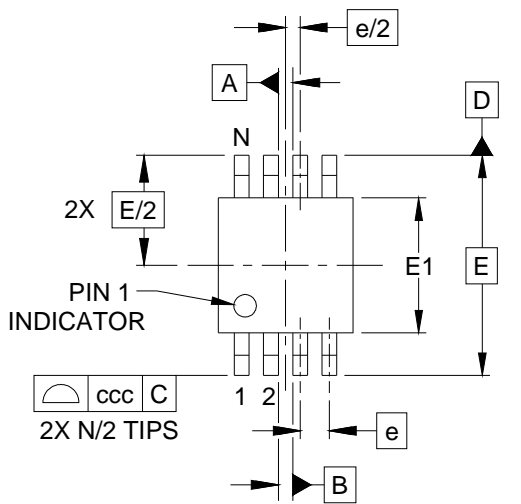 e/2
A
D
N
2X E/2
E1
E
PIN 1
INDICATOR
ccc C
1 2
2X N/2 TIPS
e
B